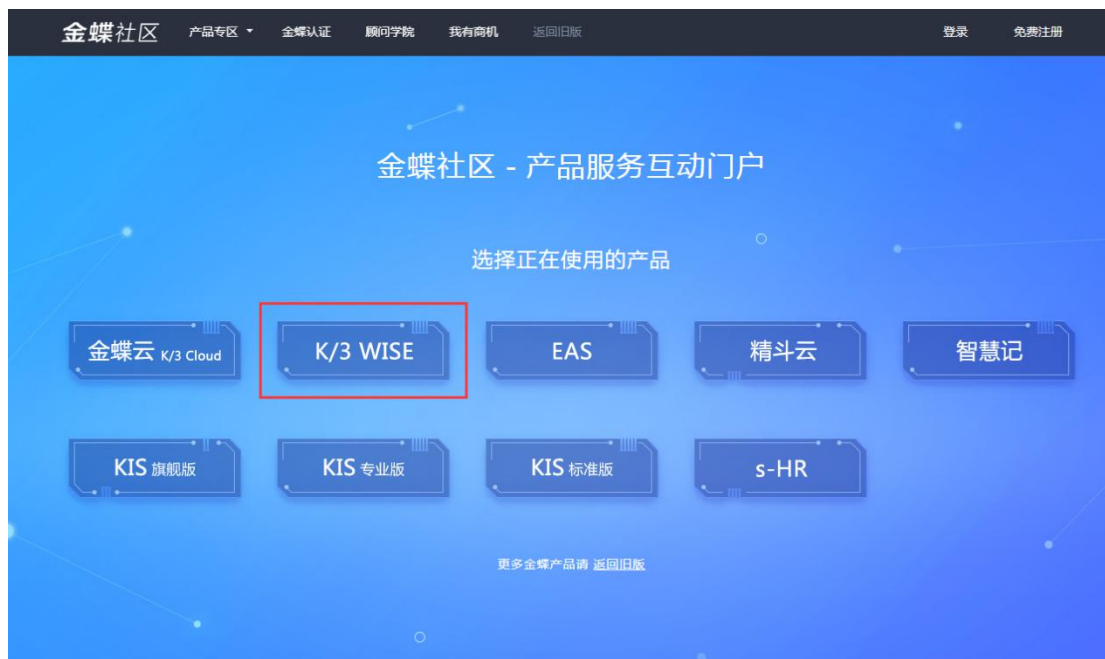 金蝶社区 产品专区 金蝶认证 顾问学院 我有商机 返回旧版 登录 免费注册
金蝶社区 - 产品服务互动门户
选择正在使用的产品
金蝶云 K/3 Cloud K/3 WISE EAS 精斗云 智慧记
KIS 旗舰版 KIS 专业版 KIS 标准版 s-HR
更多金蝶产品请 返回旧版